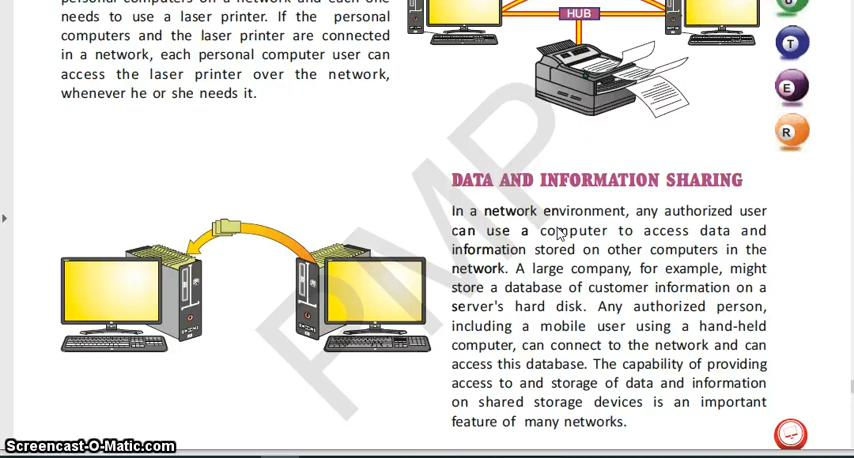 personal computers on a network and each one
needs to use a laser printer. If the personal
computers and the laser printer are connected
in a network, each personal computer user can
access the laser printer over the network,
whenever he or she needs it.
HUB
U
T
E
R
DATA AND INFORMATION SHARING
In a network environment, any authorized user
can use a computer to access data and
information stored on other computers in the
network. A large company, for example, might
store a database of customer information on a
server's hard disk. Any authorized person,
including a mobile user using a hand-held
computer, can connect to the network and can
access this database. The capability of providing
access to and storage of data and information
on shared storage devices is an important
feature of many networks.
PMP
Screencast-O-Matic.com